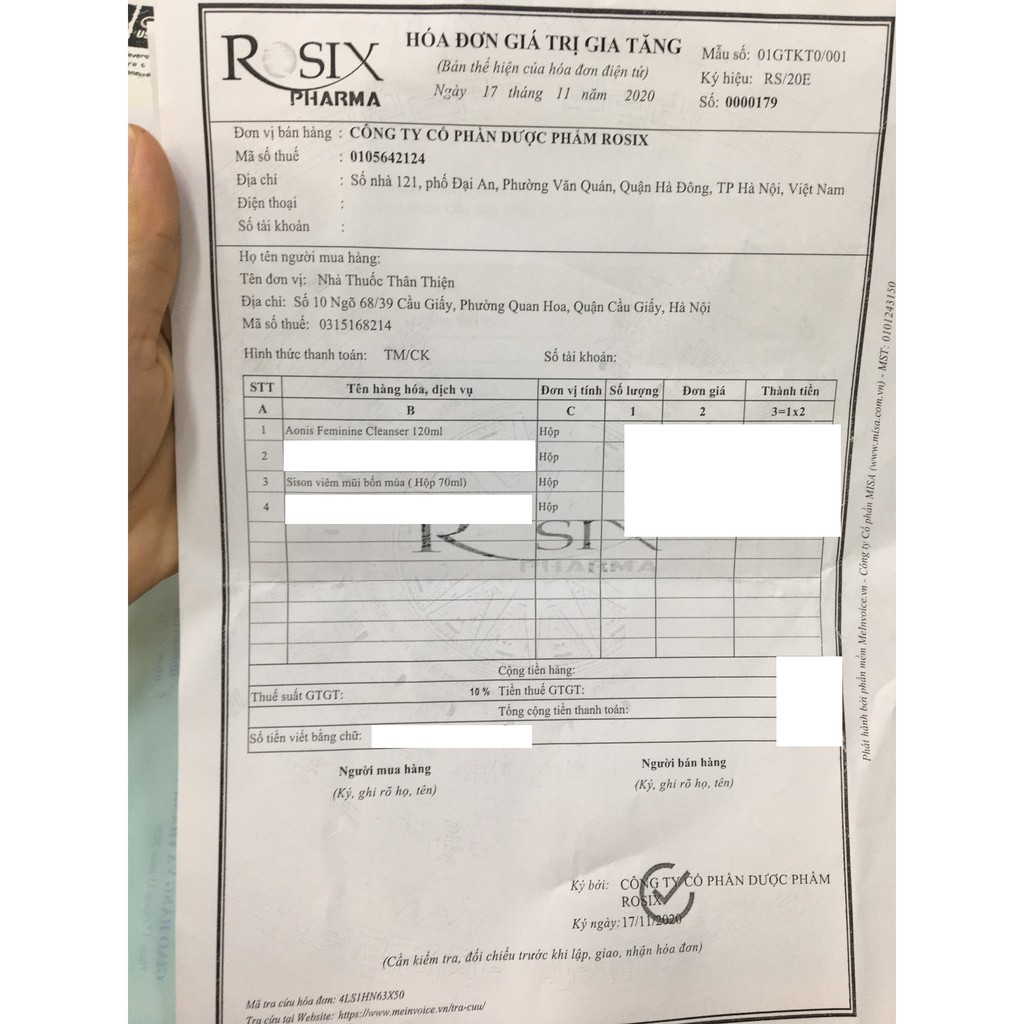 ROSIX
PHARMA
HÓA ĐƠN GIÁ TRỊ GIA TĂNG
(Bản thể hiện của hóa đơn điện tử)
Ngày 17 tháng 11 năm 2020
Mẫu số: 01GTKT0/001
Ký hiệu: RS/20E
Số: 0000179
Đơn vị bán hàng : CÔNG TY CỔ PHẦN DƯỢC PHẨM ROSIX
Mã số thuế : 0105642124
Địa chỉ : Số nhà 121, phố Đại An, Phường Văn Quán, Quận Hà Đông, TP Hà Nội, Việt Nam
Điện thoại :
Số tài khoản :
Họ tên người mua hàng:
Tên đơn vị: Nhà Thuốc Thân Thiện
Địa chỉ: Số 10 Ngõ 68/39 Cầu Giấy, Phường Quan Hoa, Quận Cầu Giấy, Hà Nội
Mã số thuế: 0315168214
Hình thức thanh toán: TM/CK Số tài khoản:
STT Tên hàng hóa, dịch vụ Đơn vị tính Số lượng Đơn giá Thành tiền
A B C 1 2 3=1x2
1 Aonis Feminine Cleanser 120ml Hộp
2 Hộp
3 Sison viêm mũi bốn mùa ( Hộp 70ml) Hộp
4 Hộp
ROSIX
PHARMA
Cộng tiền hàng:
Thuế suất GTGT: 10 % Tiền thuế GTGT:
Tổng cộng tiền thanh toán:
Số tiền viết bằng chữ:
Người mua hàng Người bán hàng
(Ký, ghi rõ họ, tên) (Ký, ghi rõ họ, tên)
Ký bởi: CÔNG TY CỔ PHẦN DƯỢC PHẨM
ROSIX
Ký ngày: 17/11/2020
(Cần kiểm tra, đối chiếu trước khi lập, giao, nhận hóa đơn)
Mã tra cứu hóa đơn: 4LS1HN63X50
Tra cứu tại Website: https://www.meinvoice.vn/tra-cuu/
Phát hành bởi phần mềm MeInvoice.vn - Công ty Cổ phần MISA (www.misa.com.vn) - MST: 0101243150